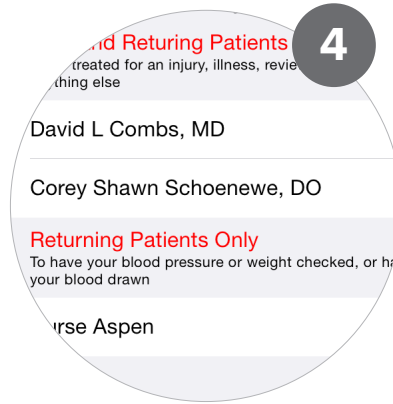 4
nd Returing Patients
treated for an injury, illness, revie
thing else
David L Combs, MD
Corey Shawn Schoenewe, DO
Returning Patients Only
To have your blood pressure or weight checked, or ha
your blood drawn
urse Aspen